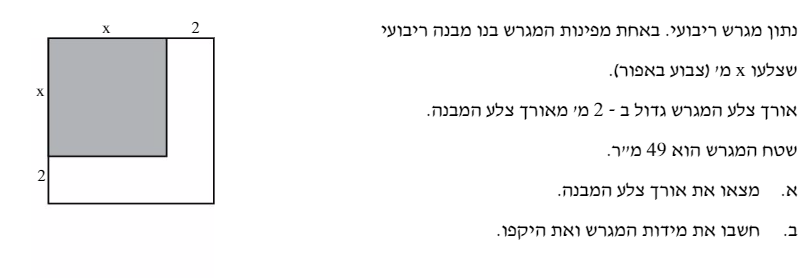 נתון מגרש ריבועי. באחת מפינות המגרש בנו מבנה ריבועי
שצלעו x מ׳ (צבוע באפור).
אורך צלע המגרש גדול ב - 2 מ׳ מאורך צלע המבנה.
שטח המגרש הוא 49 מ״ר.
א. מצאו את אורך צלע המבנה.
ב. חשבו את מידות המגרש ואת היקפו.
x 2
x
2